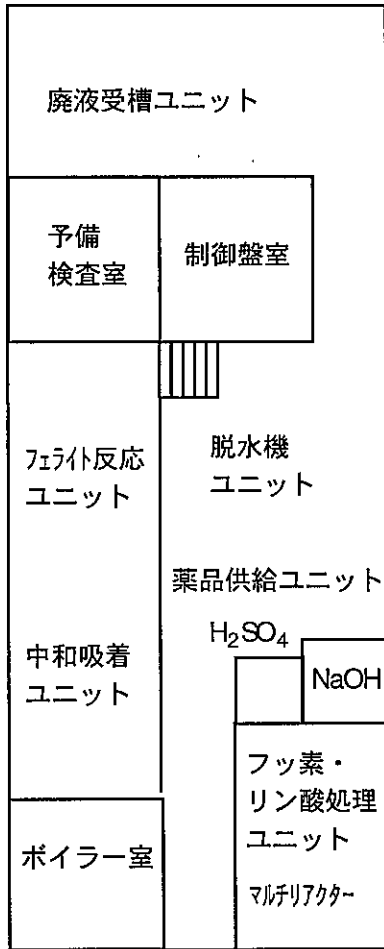 廃液受槽ユニット
予備
検査室
制御盤室
ﾌｪﾗｲﾄ反応
ユニット
脱水機
ユニット
薬品供給ユニット
H₂SO₄
NaOH
中和吸着
ユニット
フッ素・
リン酸処理
ユニット
ﾏﾙﾁﾘｱｸﾀｰ
ボイラー室